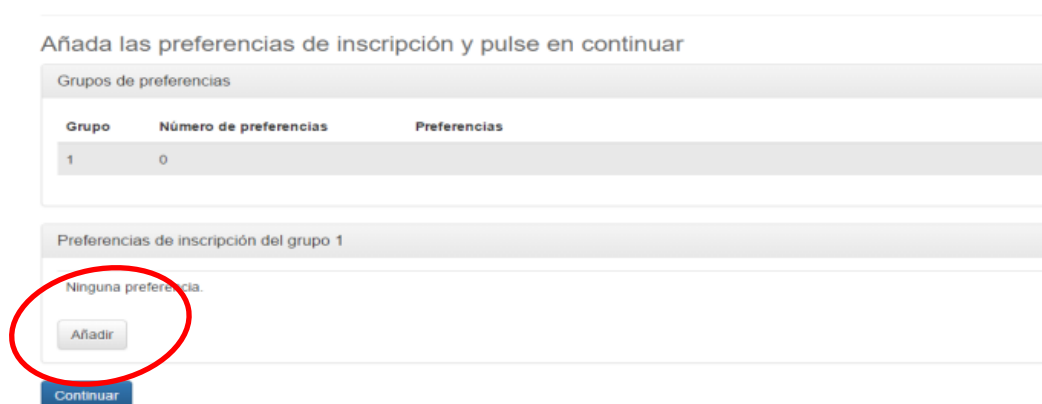 Añada las preferencias de inscripción y pulse en continuar
Grupos de preferencias
Grupo Número de preferencias Preferencias
1 0
Preferencias de inscripción del grupo 1
Ninguna preferencia.
Añadir
Continuar